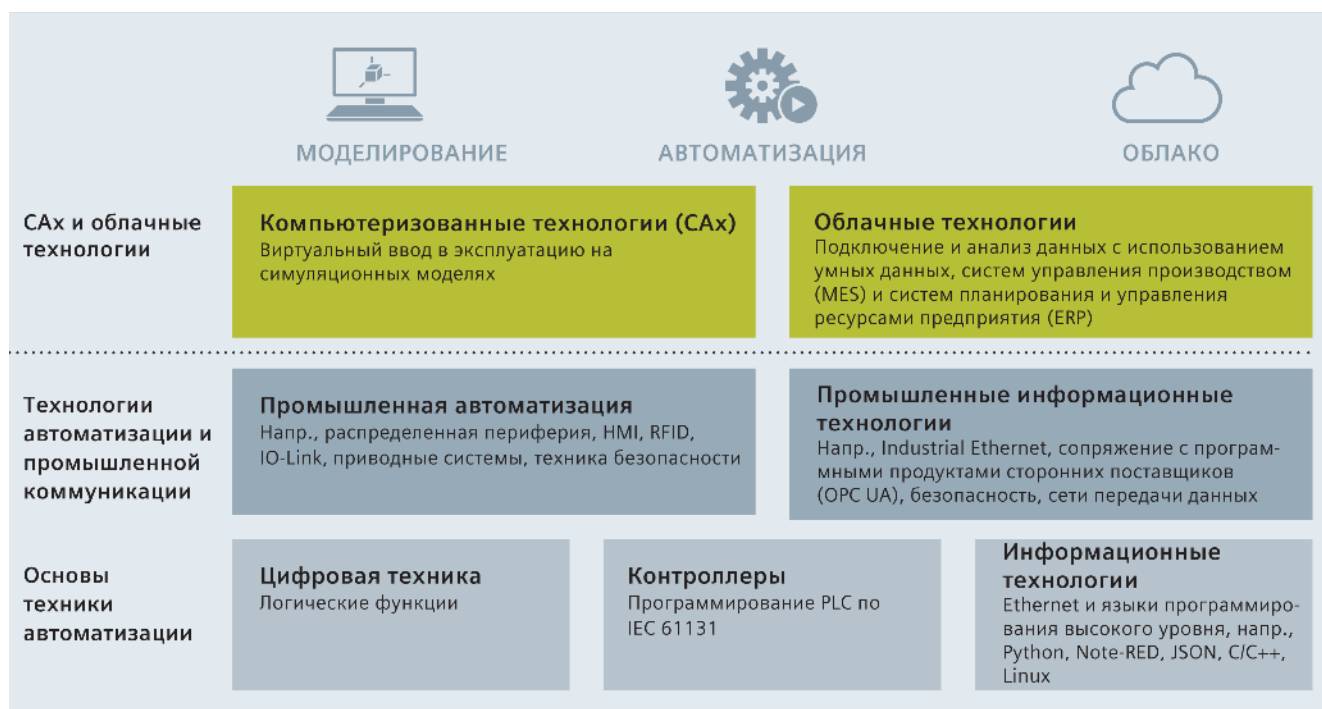 МОДЕЛИРОВАНИЕ
АВТОМАТИЗАЦИЯ
ОБЛАКО
CAx и облачные
технологии
Компьютеризованные технологии (CAx)
Виртуальный ввод в эксплуатацию на
симуляционных моделях
Облачные технологии
Подключение и анализ данных с использованием
умных данных, систем управления производством
(MES) и систем планирования и управления
ресурсами предприятия (ERP)
Технологии
автоматизации и
промышленной
коммуникации
Промышленная автоматизация
Напр., распределенная периферия, HMI, RFID,
IO-Link, приводные системы, техника безопасности
Промышленные информационные
технологии
Напр., Industrial Ethernet, сопряжение с програм-
мными продуктами сторонних поставщиков
(OPC UA), безопасность, сети передачи данных
Основы
техники
автоматизации
Цифровая техника
Логические функции
Контроллеры
Программирование PLC по
IEC 61131
Информационные
технологии
Ethernet и языки программиро-
вания высокого уровня, напр.,
Python, Note-RED, JSON, C/C++,
Linux